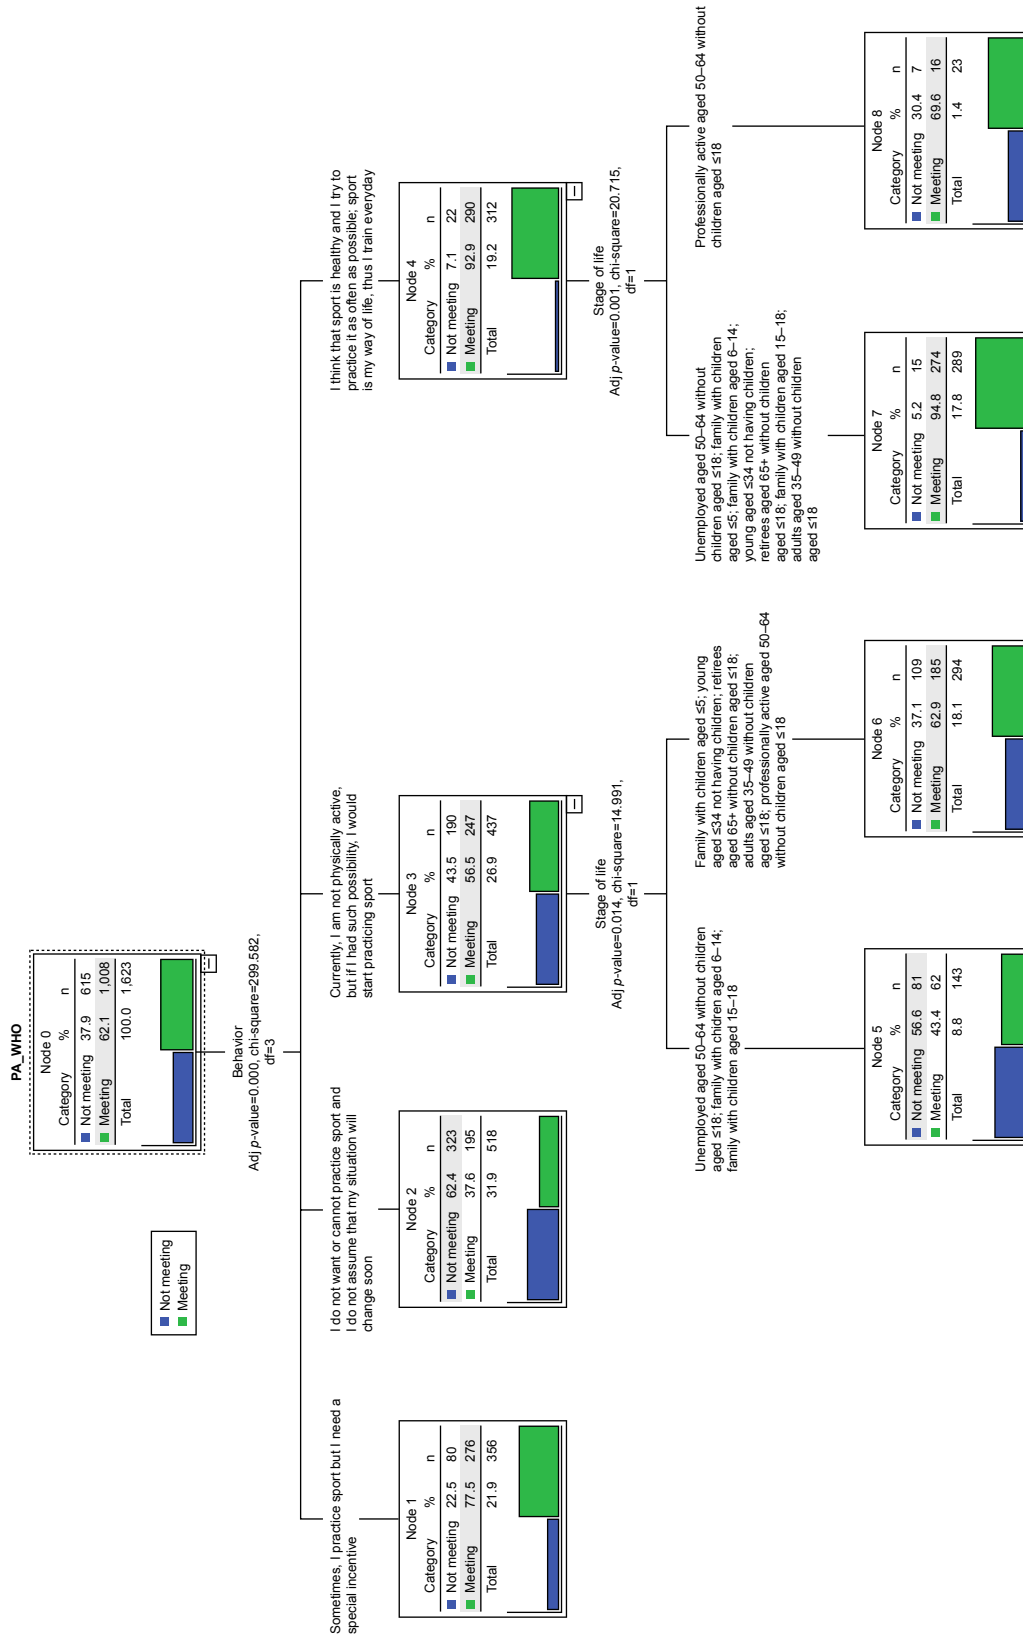 PA_WHO
Node 0
Category % n
Not meeting 37.9 615
Meeting 62.1 1,008
Total 100.0 1,623
Not meeting
Meeting
Behavior
Adj p-value=0.000, chi-square=299.582,
df=3
Sometimes, I practice sport but I need a
special incentive
Node 1
Category % n
Not meeting 22.5 80
Meeting 77.5 276
Total 21.9 356
I do not want or cannot practice sport and
I do not assume that my situation will
change soon
Node 2
Category % n
Not meeting 62.4 323
Meeting 37.6 195
Total 31.9 518
Currently, I am not physically active,
but if I had such possibility, I would
start practicing sport
Node 3
Category % n
Not meeting 43.5 190
Meeting 56.5 247
Total 26.9 437
I think that sport is healthy and I try to
practice it as often as possible; sport
is my way of life, thus I train everyday
Node 4
Category % n
Not meeting 7.1 22
Meeting 92.9 290
Total 19.2 312
Stage of life
Adj p-value=0.014, chi-square=14.991,
df=1
Stage of life
Adj p-value=0.001, chi-square=20.715,
df=1
Unemployed aged 50–64 without children
aged ≤18; family with children aged 6–14;
family with children aged 15–18
Node 5
Category % n
Not meeting 56.6 81
Meeting 43.4 62
Total 8.8 143
Family with children aged ≤5; young
aged ≤34 not having children; retirees
aged 65+ without children aged ≤18;
adults aged 35–49 without children
aged ≤18; professionally active aged 50–64
without children aged ≤18
Node 6
Category % n
Not meeting 37.1 109
Meeting 62.9 185
Total 18.1 294
Unemployed aged 50–64 without
children aged ≤18; family with children
aged ≤5; family with children aged 6–14;
young aged ≤34 not having children;
retirees aged 65+ without children
aged ≤18; family with children aged 15–18;
adults aged 35–49 without children
aged ≤18
Node 7
Category % n
Not meeting 5.2 15
Meeting 94.8 274
Total 17.8 289
Professionally active aged 50–64 without
children aged ≤18
Node 8
Category % n
Not meeting 30.4 7
Meeting 69.6 16
Total 1.4 23